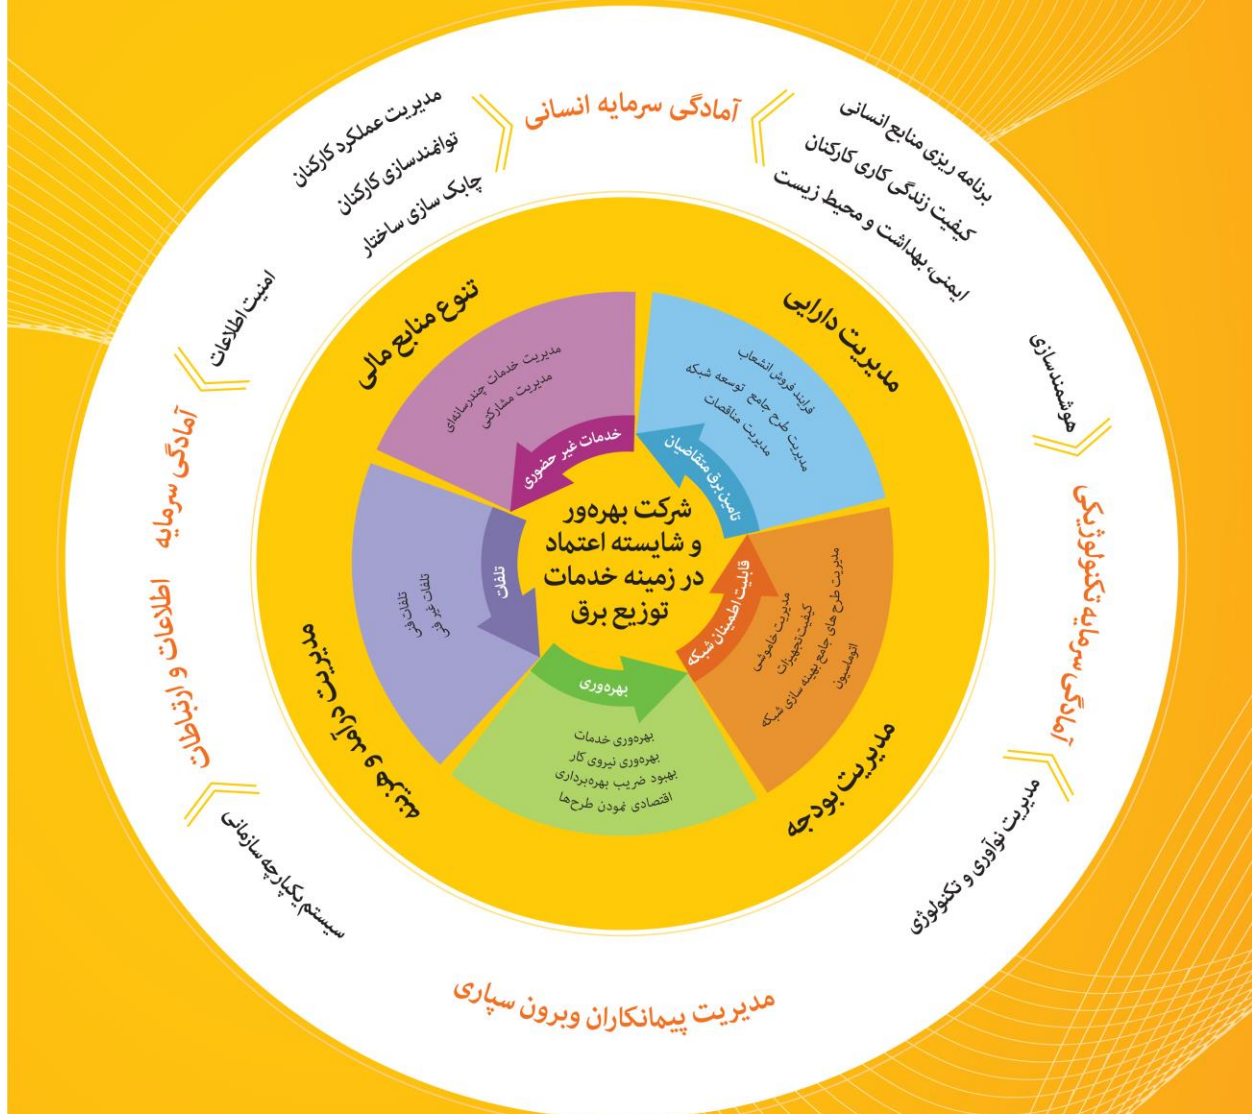 آمادگی سرمایه انسانی
مدیریت عملکرد کارکنان
توانمندسازی کارکنان
چابک سازی ساختار
برنامه ریزی منابع انسانی
کیفیت زندگی کاری کارکنان
ایمنی، بهداشت و محیط زیست
هوشمندسازی
آمادگی سرمایه تکنولوژیکی
مدیریت نوآوری و تکنولوژی
مدیریت پیمانکاران وبرون سپاری
سیستم یکپارچه سازمانی
آمادگی سرمایه اطلاعات و ارتباطات
امنیت اطلاعات
مدیریت دارایی
مدیریت بودجه
مدیریت درآمد و هزینه
تنوع منابع مالی
فرایند فروش انشعاب
مدیریت طرح جامع توسعه شبکه
مدیریت مناقصات
تامین برق متقاضیان
مدیریت خاموشی
کیفیت تجهیزات
مدیریت طرح های جامع بهینه سازی شبکه
اتوماسیون
قابلیت اطمینان شبکه
بهره‌وری
بهره‌وری خدمات
بهره‌وری نیروی کار
بهبود ضریب بهره‌برداری
اقتصادی نمودن طرح‌ها
تلفات
تلفات غیر فنی
تلفات فنی
مدیریت خدمات چندرسانه‌ای
مدیریت مشارکتی
خدمات غیر حضوری
شرکت بهره‌ور
و شایسته اعتماد
در زمینه خدمات
توزیع برق